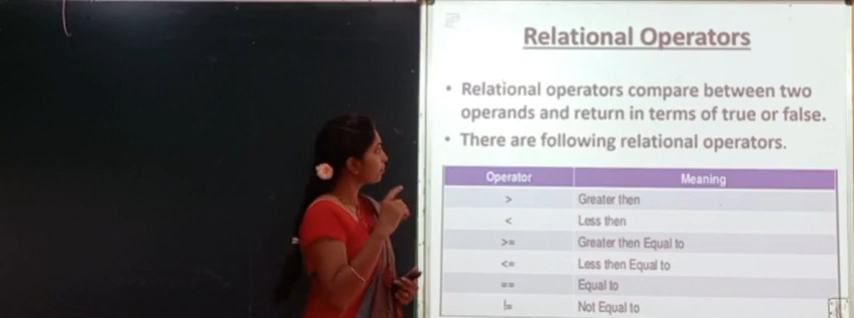 Relational Operators
• Relational operators compare between two
operands and return in terms of true or false.
• There are following relational operators.
Operator Meaning
> Greater then
< Less then
>= Greater then Equal to
<= Less then Equal to
== Equal to
!= Not Equal to